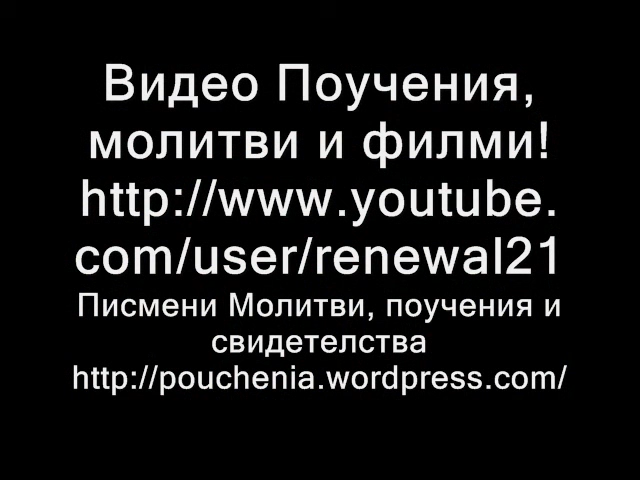 Видео Поучения,
молитви и филми!
http://www.youtube.
com/user/renewal21
Писмени Молитви, поучения и
свидетелства
http://pouchenia.wordpress.com/